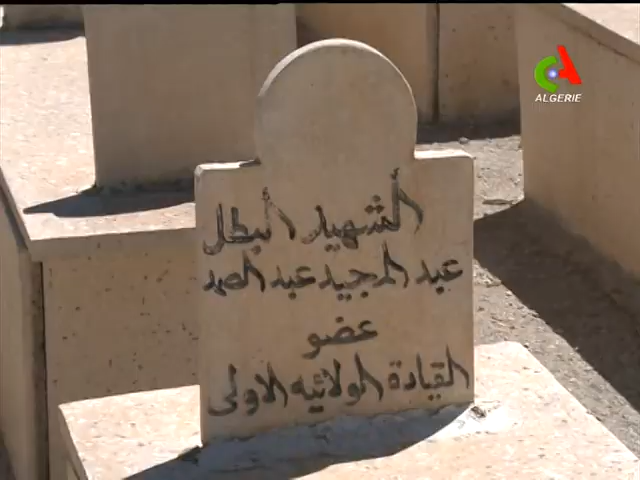 ALGERIE
الشهيد البطل
عبد المجيد عبد الصمد
عضو
القيادة الولائيه الاولى